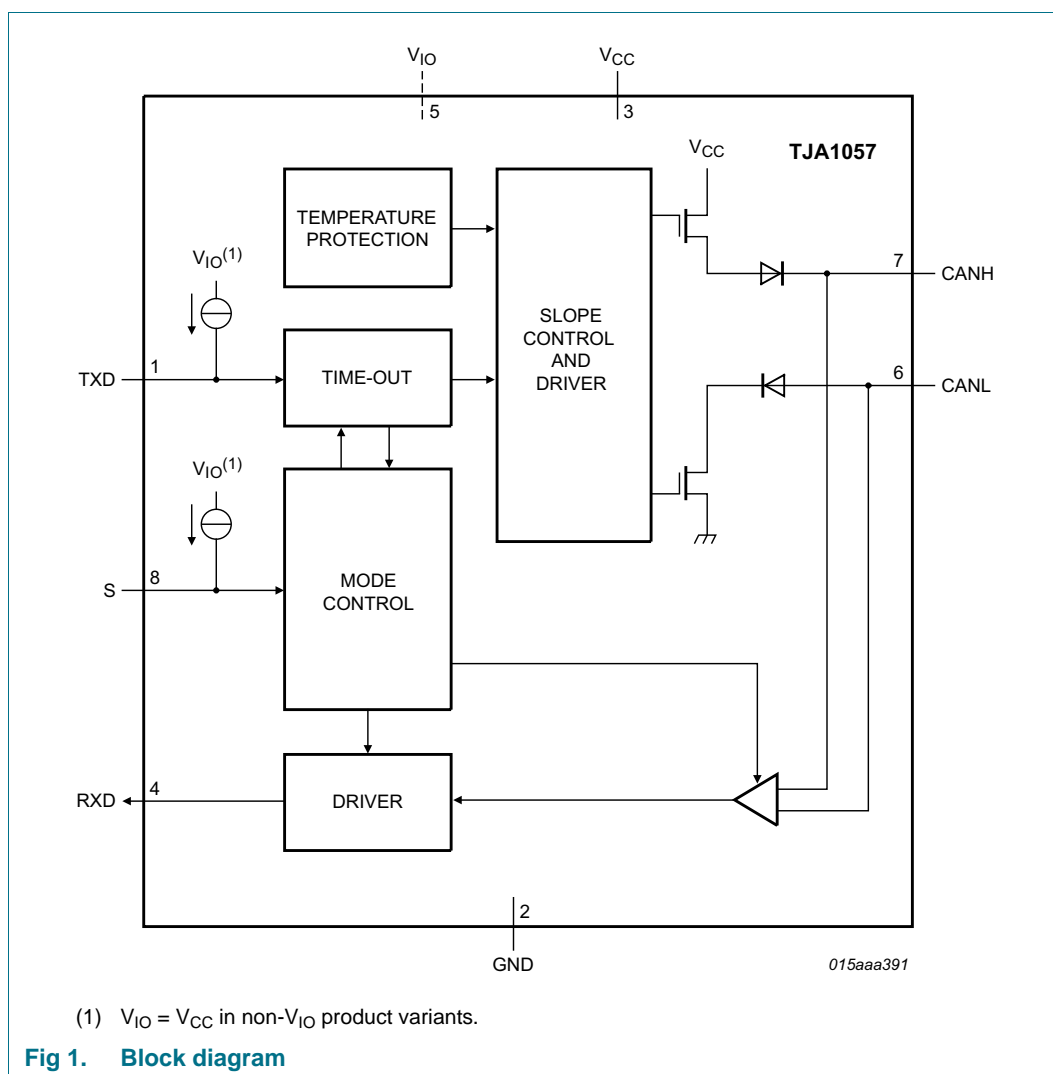 VIO
VCC
5
3
TJA1057
VCC
TEMPERATURE
PROTECTION
VIO(1)
7
CANH
SLOPE
CONTROL
AND
DRIVER
TXD
1
TIME-OUT
6
CANL
VIO(1)
S
8
MODE
CONTROL
RXD
4
DRIVER
2
GND
015aaa391
(1) VIO = VCC in non-VIO product variants.
Fig 1. Block diagram